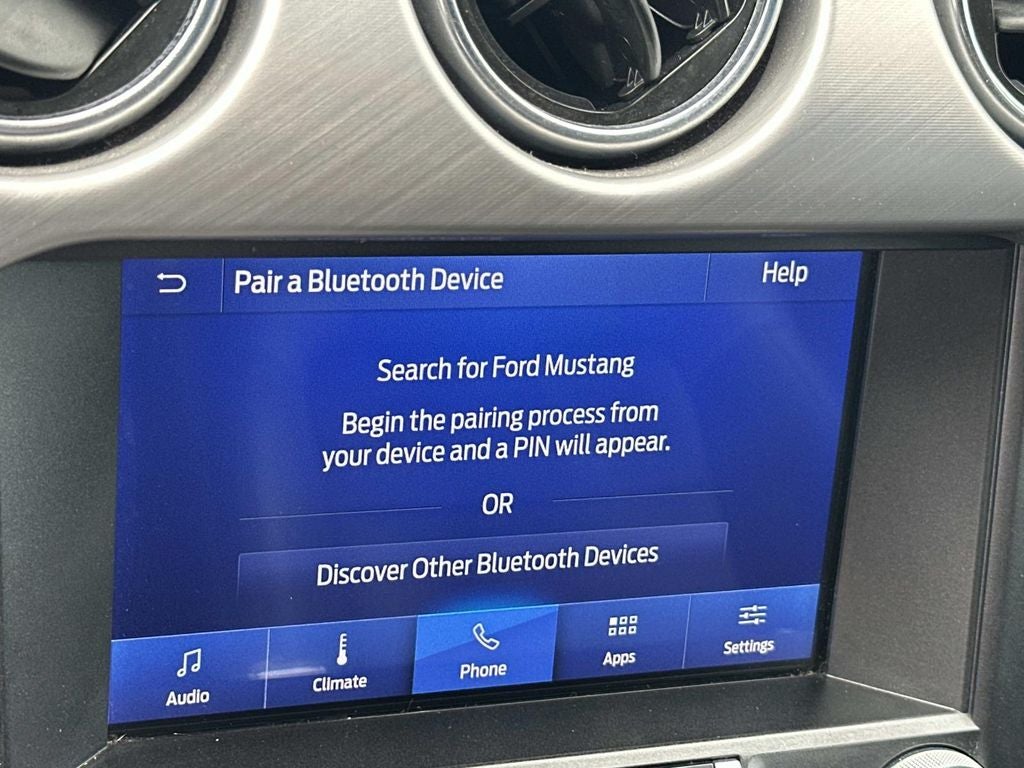 Pair a Bluetooth Device
Help
Search for Ford Mustang
Begin the pairing process from
your device and a PIN will appear.
OR
Discover Other Bluetooth Devices
Audio
Climate
Phone
Apps
Settings